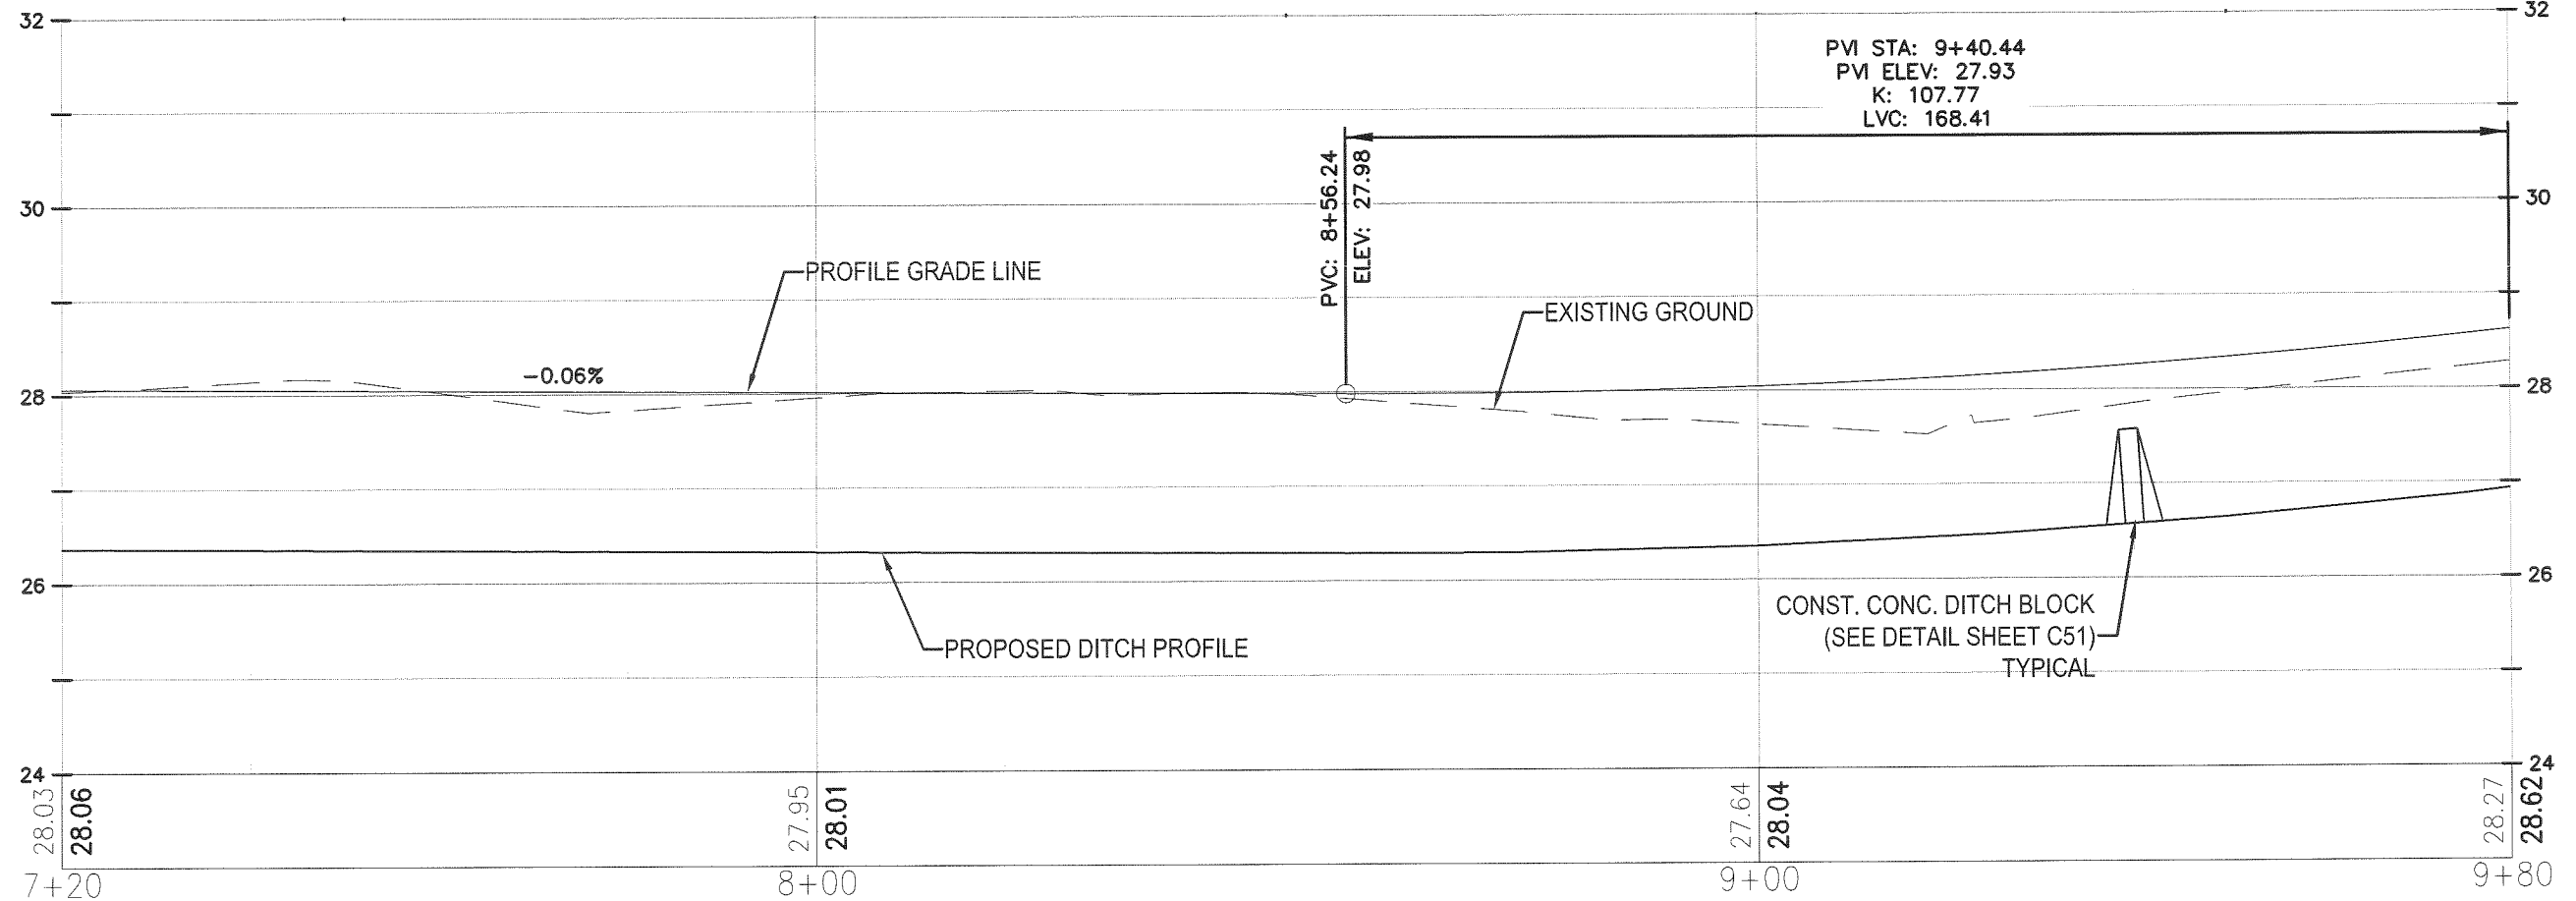 32
32
PVI STA: 9+40.44
PVI ELEV: 27.93
K: 107.77
LVC: 168.41
PVC: 8+56.24
ELEV: 27.98
30
30
PROFILE GRADE LINE
EXISTING GROUND
-0.06%
28
28
26
26
CONST. CONC. DITCH BLOCK
(SEE DETAIL SHEET C51)
TYPICAL
PROPOSED DITCH PROFILE
24
24
28.03
28.06
27.95
28.01
27.64
28.04
28.27
28.62
7+20
8+00
9+00
9+80